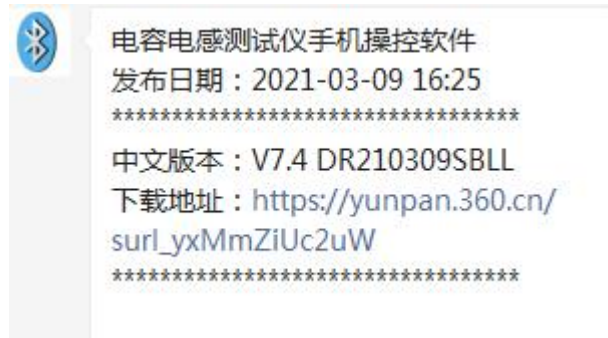 电容电感测试仪手机操控软件
发布日期：2021-03-09 16:25
**********************************
中文版本：V7.4 DR210309SBLL
下载地址：https://yunpan.360.cn/
surl_yxMmZiUc2uW
**********************************